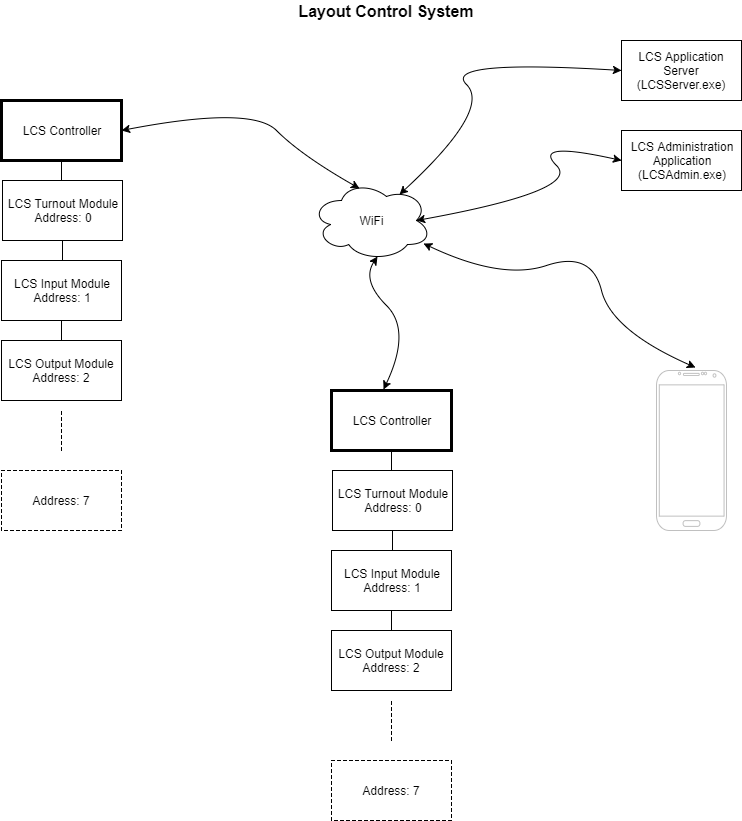 Layout Control System
LCS Application
Server
(LCSServer.exe)
LCS Controller
LCS Administration
Application
(LCSAdmin.exe)
LCS Turnout Module
Address: 0
WiFi
LCS Input Module
Address: 1
LCS Output Module
Address: 2
Address: 7
LCS Controller
LCS Turnout Module
Address: 0
LCS Input Module
Address: 1
LCS Output Module
Address: 2
Address: 7